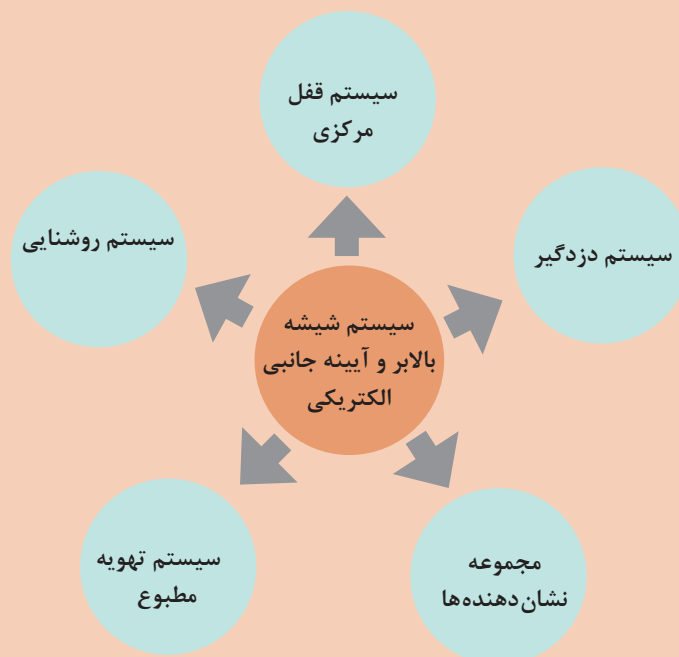 سیستم قفل
مرکزی
سیستم دزدگیر
سیستم روشنایی
سیستم شیشه
بالابر و آیینه جانبی
الکتریکی
مجموعه
نشان‌دهنده‌ها
سیستم تهویه
مطبوع